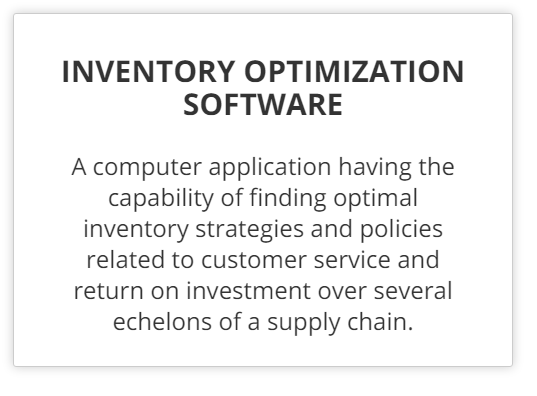 INVENTORY OPTIMIZATION
SOFTWARE
A computer application having the
capability of finding optimal
inventory strategies and policies
related to customer service and
return on investment over several
echelons of a supply chain.